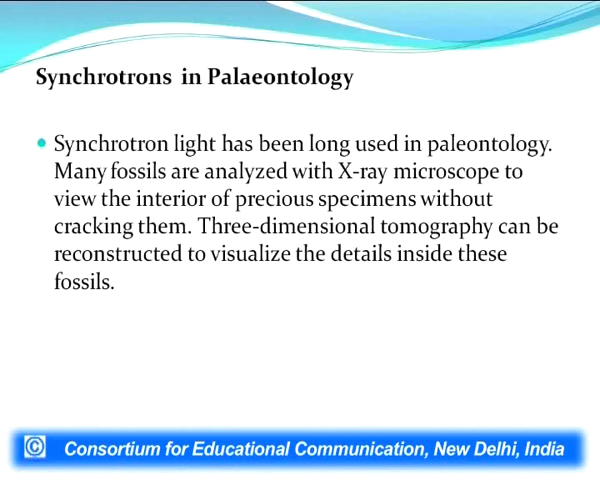 Synchrotrons in Palaeontology
• Synchrotron light has been long used in paleontology.
Many fossils are analyzed with X-ray microscope to
view the interior of precious specimens without
cracking them. Three-dimensional tomography can be
reconstructed to visualize the details inside these
fossils.
© Consortium for Educational Communication, New Delhi, India